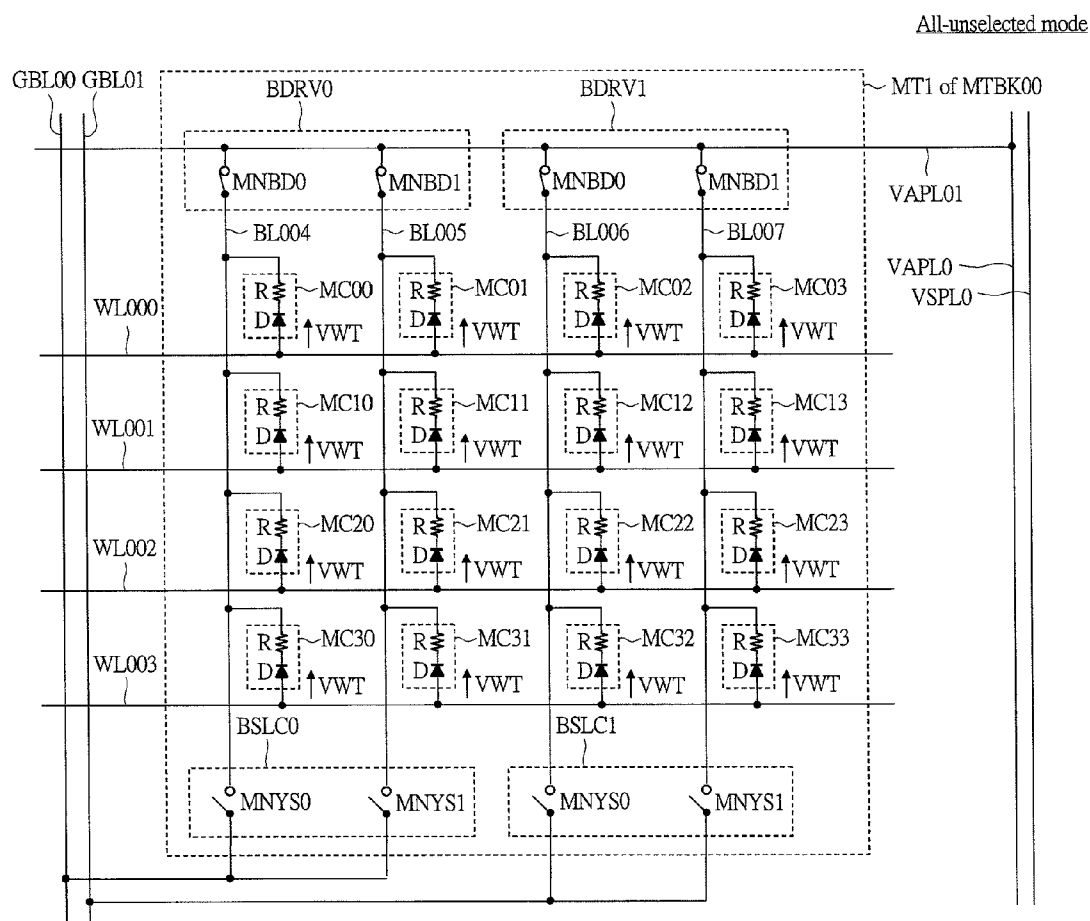 All-unselected mode
GBL00 GBL01
BDRV0
BDRV1
MT1 of MTBK00
MNBD0
MNBD1
MNBD0
MNBD1
VAPL01
BL004
BL005
BL006
BL007
VAPL0
VSPL0
WL000
R
D
MC00
VWT
R
D
MC01
VWT
R
D
MC02
VWT
R
D
MC03
VWT
WL001
R
D
MC10
VWT
R
D
MC11
VWT
R
D
MC12
VWT
R
D
MC13
VWT
WL002
R
D
MC20
VWT
R
D
MC21
VWT
R
D
MC22
VWT
R
D
MC23
VWT
WL003
R
D
MC30
VWT
R
D
MC31
VWT
R
D
MC32
VWT
R
D
MC33
VWT
BSLC0
BSLC1
MNYS0
MNYS1
MNYS0
MNYS1